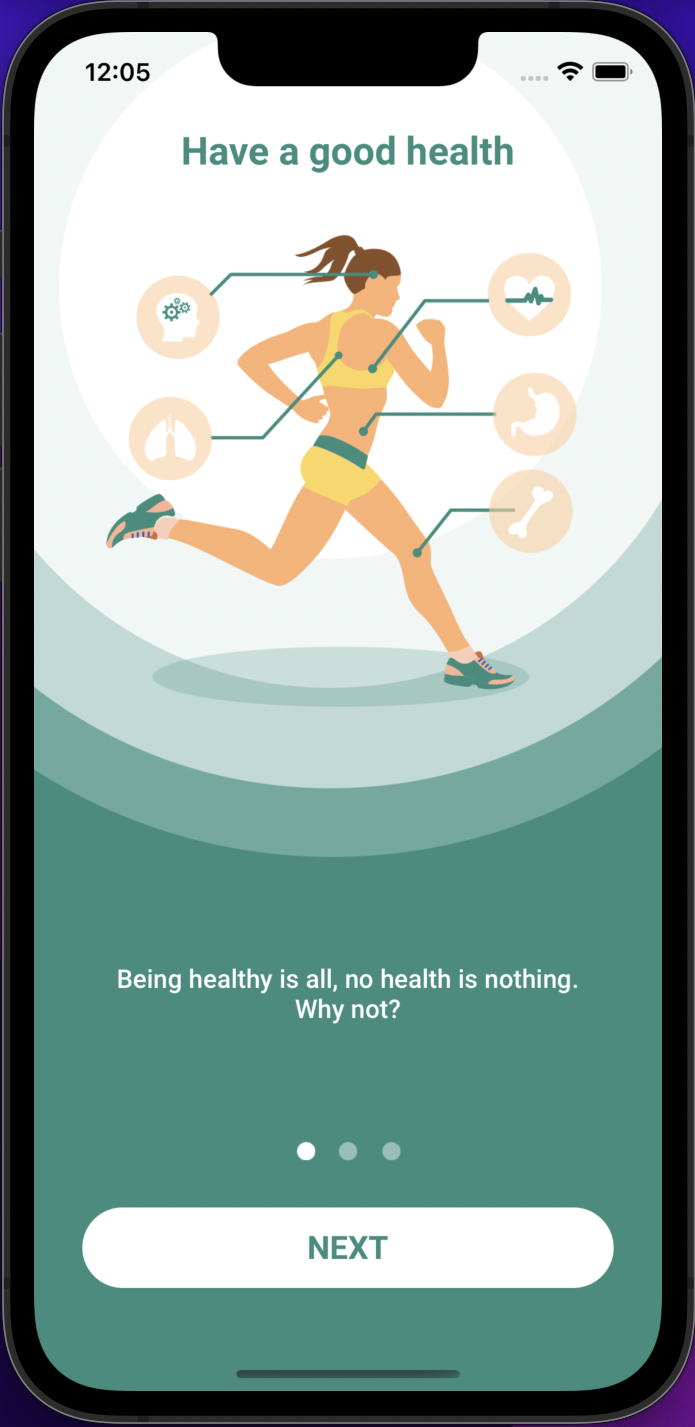 12:05
Have a good health
Being healthy is all, no health is nothing.
Why not?
NEXT